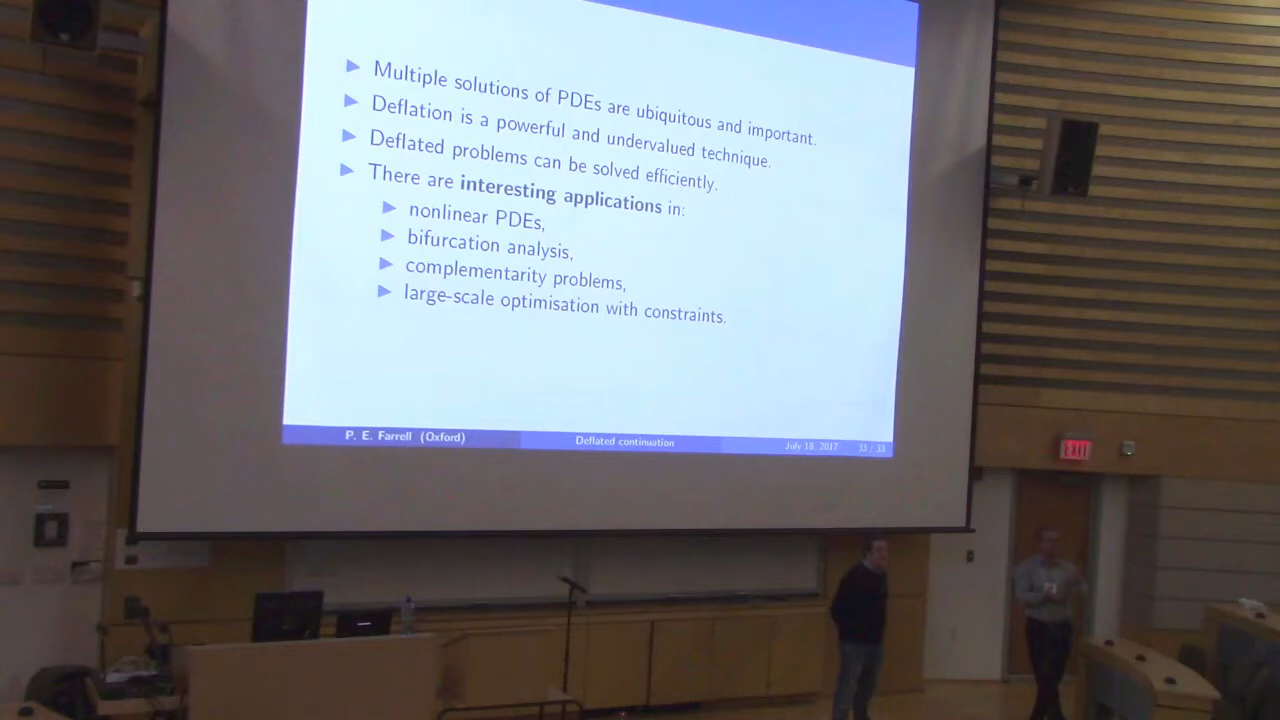 Multiple solutions of PDEs are ubiquitous and important.
Deflation is a powerful and undervalued technique.
Deflated problems can be solved efficiently.
There are interesting applications in:
nonlinear PDEs,
bifurcation analysis,
complementarity problems,
large-scale optimisation with constraints.
P. E. Farrell (Oxford) Deflated continuation July 18, 2017 33 / 33
EXIT